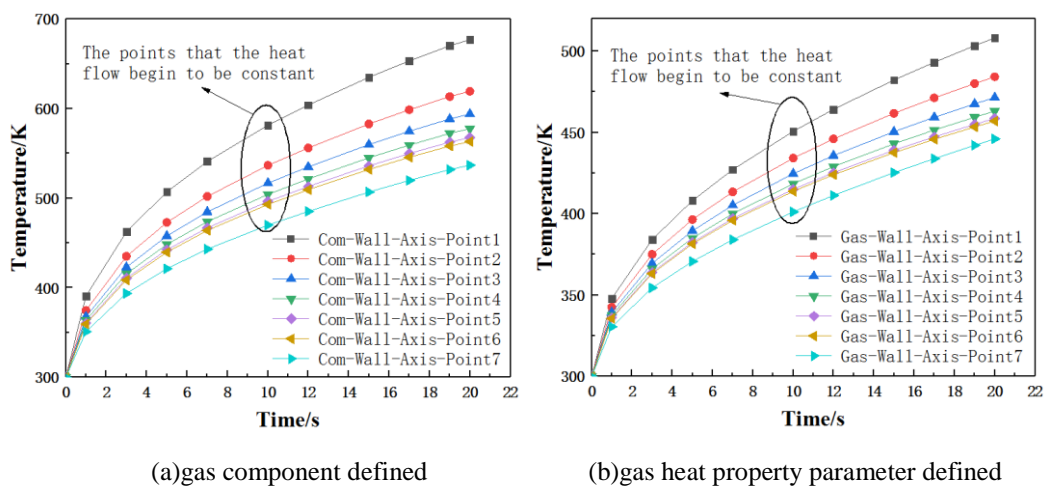 700
600
500
400
300
Temperature/K
The points that the heat
flow begin to be constant
Com-Wall-Axis-Point1
Com-Wall-Axis-Point2
Com-Wall-Axis-Point3
Com-Wall-Axis-Point4
Com-Wall-Axis-Point5
Com-Wall-Axis-Point6
Com-Wall-Axis-Point7
0 2 4 6 8 10 12 14 16 18 20 22
Time/s
(a)gas component defined
500
450
400
350
300
Temperature/K
The points that the heat
flow begin to be constant
Gas-Wall-Axis-Point1
Gas-Wall-Axis-Point2
Gas-Wall-Axis-Point3
Gas-Wall-Axis-Point4
Gas-Wall-Axis-Point5
Gas-Wall-Axis-Point6
Gas-Wall-Axis-Point7
0 2 4 6 8 10 12 14 16 18 20 22
Time/s
(b)gas heat property parameter defined